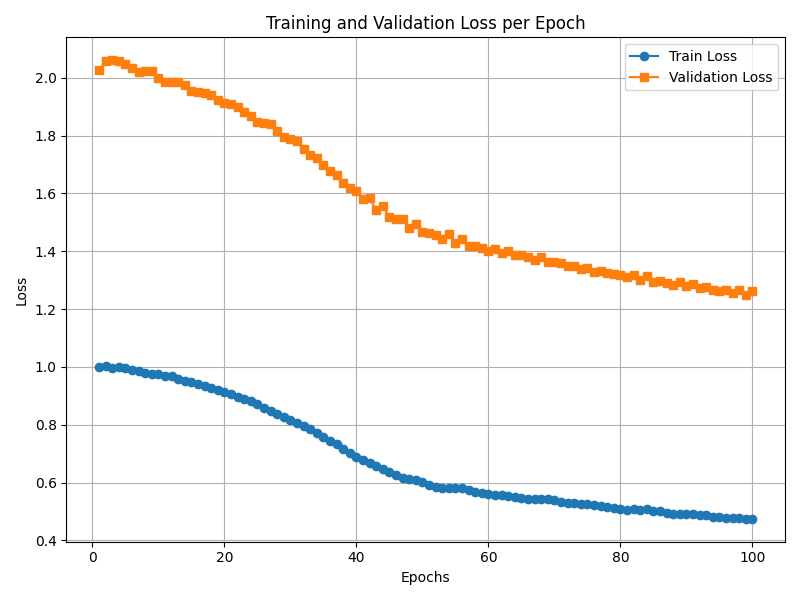 Training and Validation Loss per Epoch
Train Loss
Validation Loss
2.0
1.8
1.6
1.4
1.2
1.0
0.8
0.6
0.4
Loss
0 20 40 60 80 100
Epochs